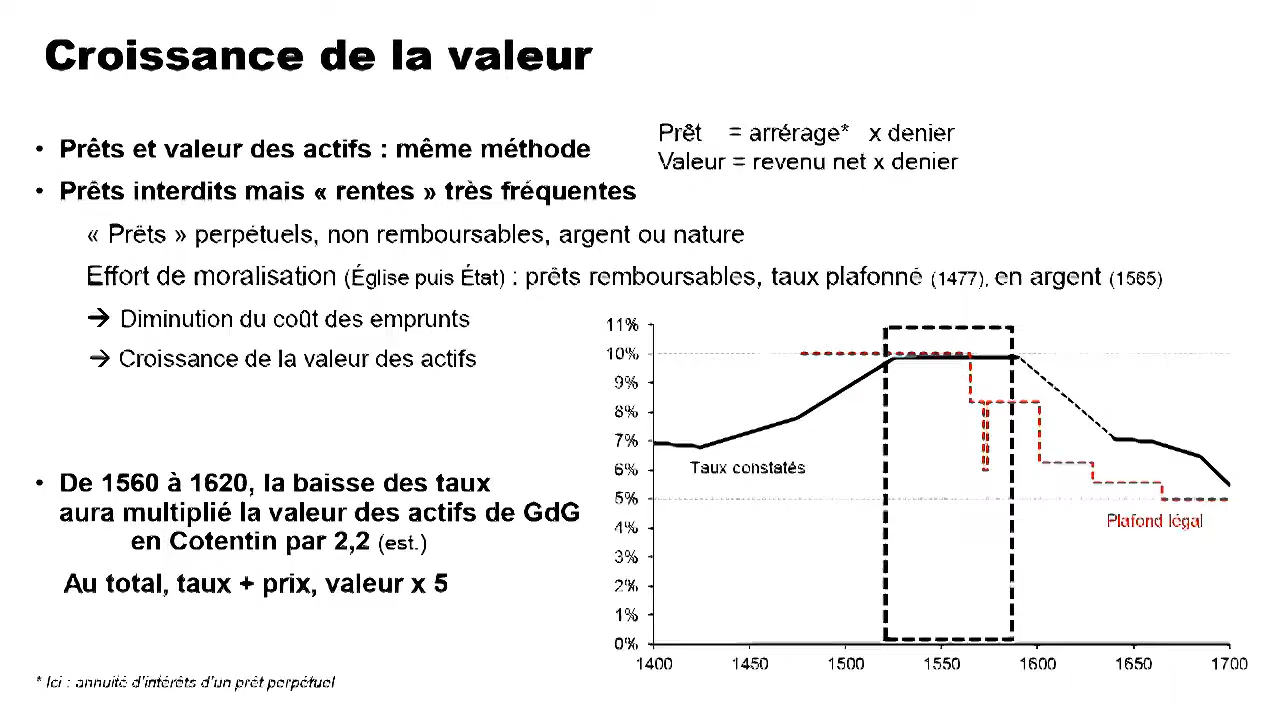 Croissance de la valeur
• Prêts et valeur des actifs : même méthode
Prêt = arrérage* x denier
Valeur = revenu net x denier
• Prêts interdits mais « rentes » très fréquentes
« Prêts » perpétuels, non remboursables, argent ou nature
Effort de moralisation (Église puis État) : prêts remboursables, taux plafonné (1477), en argent (1565)
→ Diminution du coût des emprunts
→ Croissance de la valeur des actifs
• De 1560 à 1620, la baisse des taux
aura multiplié la valeur des actifs de GdG
en Cotentin par 2,2 (est.)
Au total, taux + prix, valeur x 5
11%
10%
9%
8%
7%
6%
5%
4%
3%
2%
1%
0%
Taux constatés
Plafond légal
1400 1450 1500 1550 1600 1650 1700
* Ici : annuité d'intérêts d'un prêt perpétuel